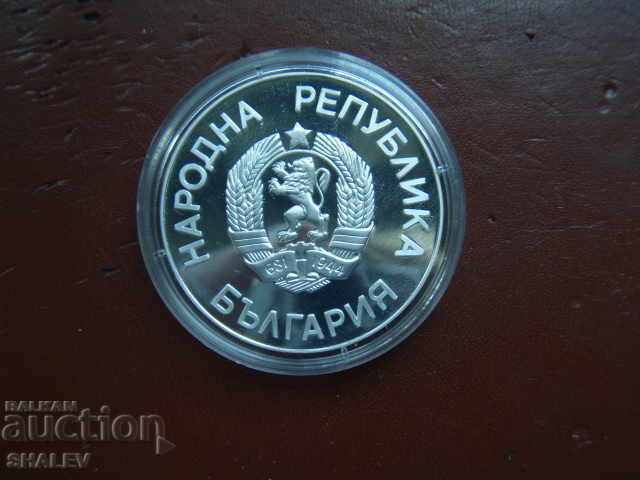 НАРОДНА РЕПУБЛИКА
681 1944
БЪЛГАРИЯ
BALKAN
auction
SHALEV